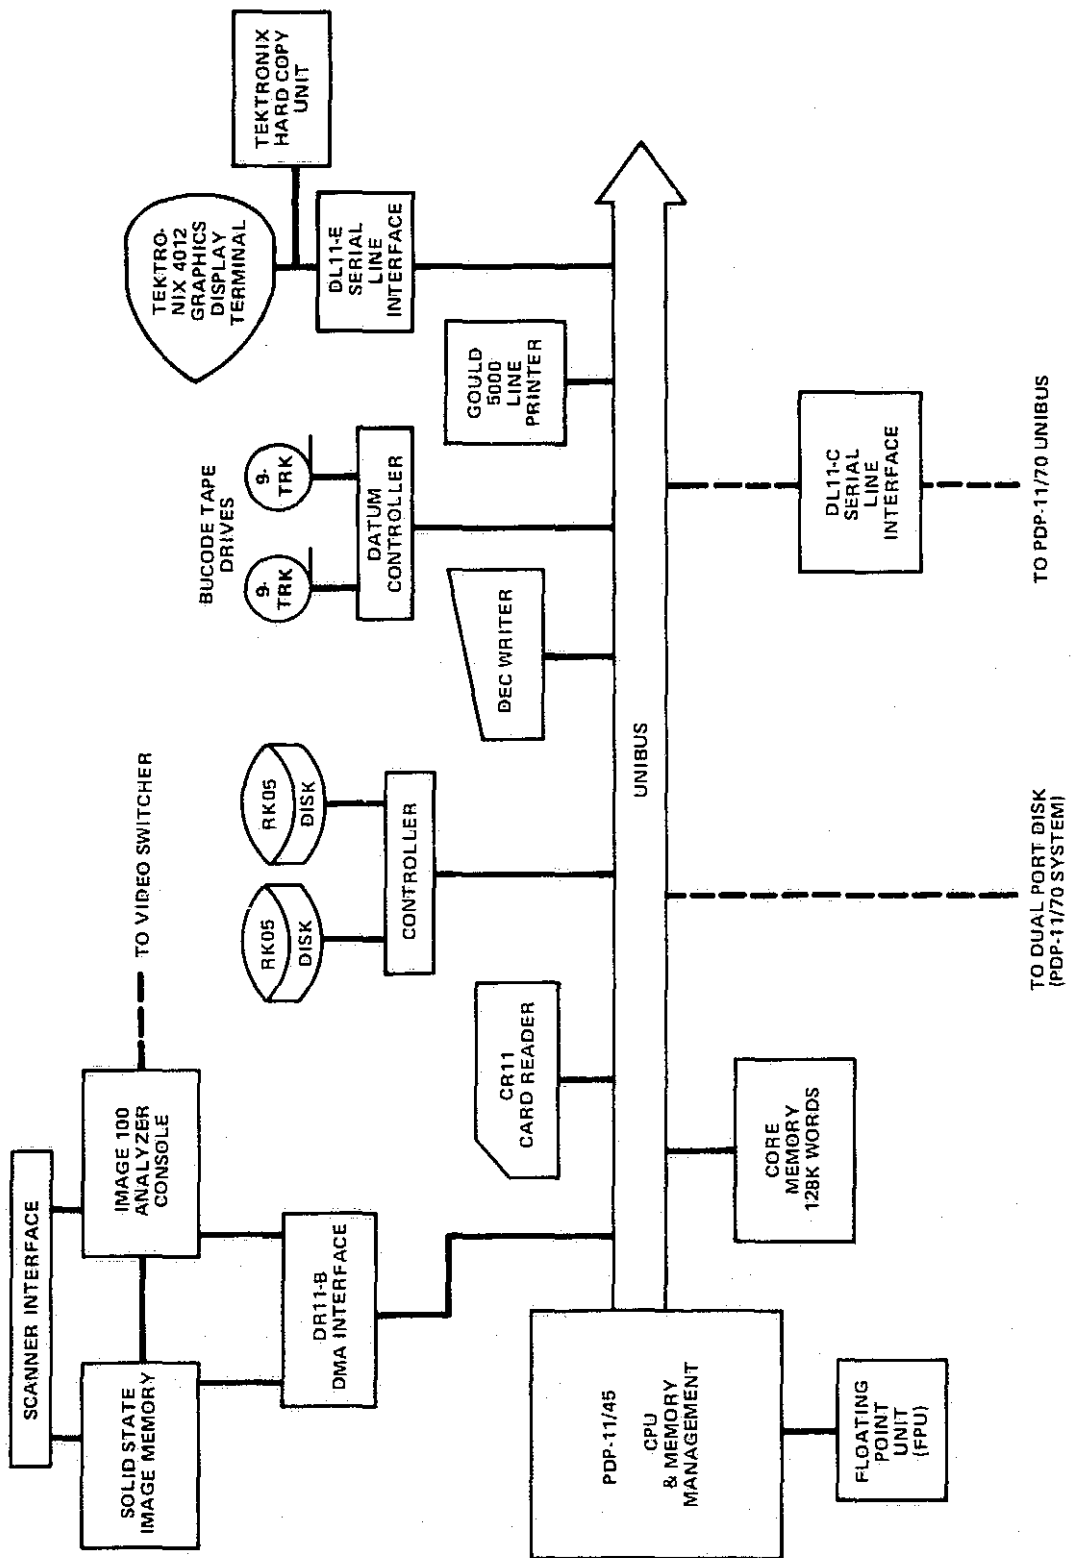 SCANNER INTERFACE
SOLID STATE
IMAGE MEMORY
IMAGE 100
ANALYZER
CONSOLE
TO VIDEO SWITCHER
DR11-B
DMA INTERFACE
RK05
DISK
RK05
DISK
CONTROLLER
BUCODE TAPE
DRIVES
9-
TRK
9-
TRK
DATUM
CONTROLLER
TEKTRO-
NIX 4012
GRAPHICS
DISPLAY
TERMINAL
TEKTRONIX
HARD COPY
UNIT
DL11-E
SERIAL
LINE
INTERFACE
CR11
CARD READER
DEC WRITER
GOULD
5000
LINE
PRINTER
PDP-11/45
CPU
& MEMORY
MANAGEMENT
UNIBUS
FLOATING
POINT
UNIT
(FPU)
CORE
MEMORY
128K WORDS
DL11-C
SERIAL
LINE
INTERFACE
TO DUAL PORT DISK
(PDP-11/70 SYSTEM)
TO PDP-11/70 UNIBUS